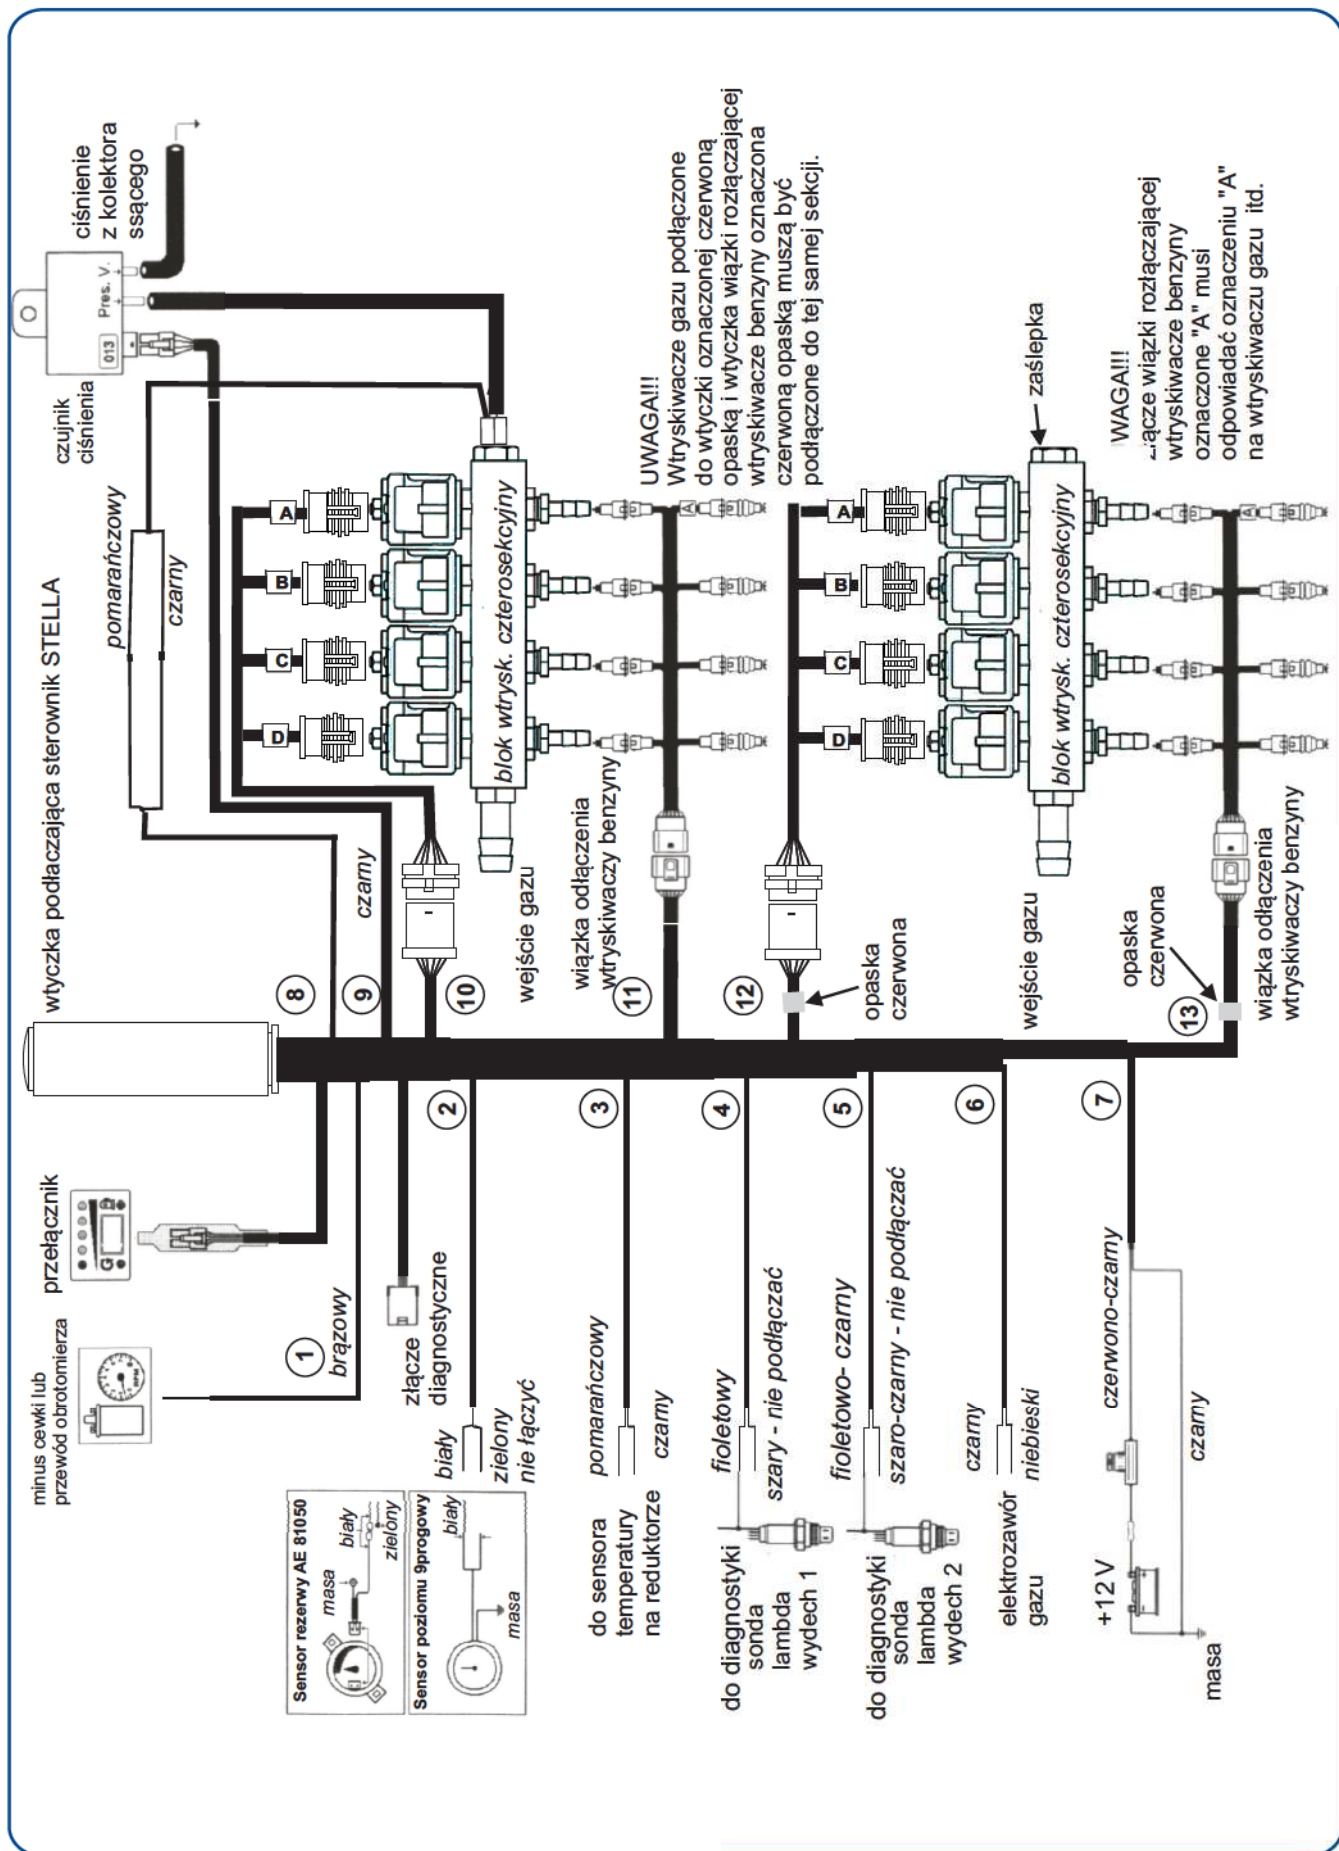 minus cewki lub
przewód obrotomierza
przełącznik
wtyczka podłaczająca sterownik STELLA
czujnik
ciśnienia
013
Pres. V.
ciśnienie
z kolektora
ssącego
RPM
G
1
brązowy
8
pomarańczowy
czarny
9
czarny
10
złącze
diagnostyczne
2
biały
zielony
nie łączyć
Sensor rezerwy AE 81050
masa
biały
zielony
Sensor poziomu 9progowy
biały
masa
D
C
B
A
blok wtrysk. czterosekcyjny
wejście gazu
wiązka odłączenia
wtryskiwaczy benzyny
11
A
UWAGA!!!
Wtryskiwacze gazu podłączone
do wtyczki oznaczonej czerwoną
opaską i wtyczka wiązki rozłączającej
wtryskiwacze benzyny oznaczona
czerwoną opaską muszą być
podłączone do tej samej sekcji.
3
pomarańczowy
czarny
do sensora
temperatury
na reduktorze
4
fioletowy
szary - nie podłączać
do diagnostyki
sonda
lambda
wydech 1
12
opaska
czerwona
D
C
B
A
blok wtrysk. czterosekcyjny
zaślepka
wejście gazu
5
fioletowo- czarny
szaro-czarny - nie podłączać
do diagnostyki
sonda
lambda
wydech 2
6
czarny
niebieski
elektrozawór
gazu
7
czerwono-czarny
czarny
+12 V
masa
opaska
czerwona
13
wiązka odłączenia
wtryskiwaczy benzyny
A
WAGA!!!
złącze wiązki rozłączającej
wtryskiwacze benzyny
oznaczone "A" musi
odpowiadać oznaczeniu "A"
na wtryskiwaczu gazu itd.